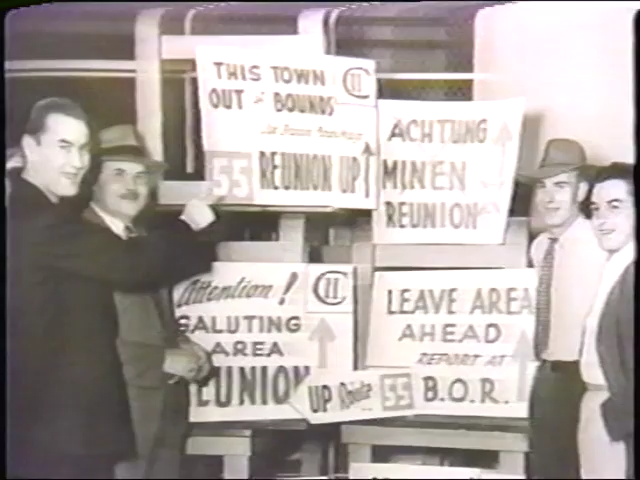 THIS TOWN
OUT of BOUNDS
55 REUNION UP
ACHTUNG
MINEN
REUNION
Attention!
SALUTING
AREA
REUNION
LEAVE AREA
AHEAD
REPORT AT
B.O.R.
UP Route 55